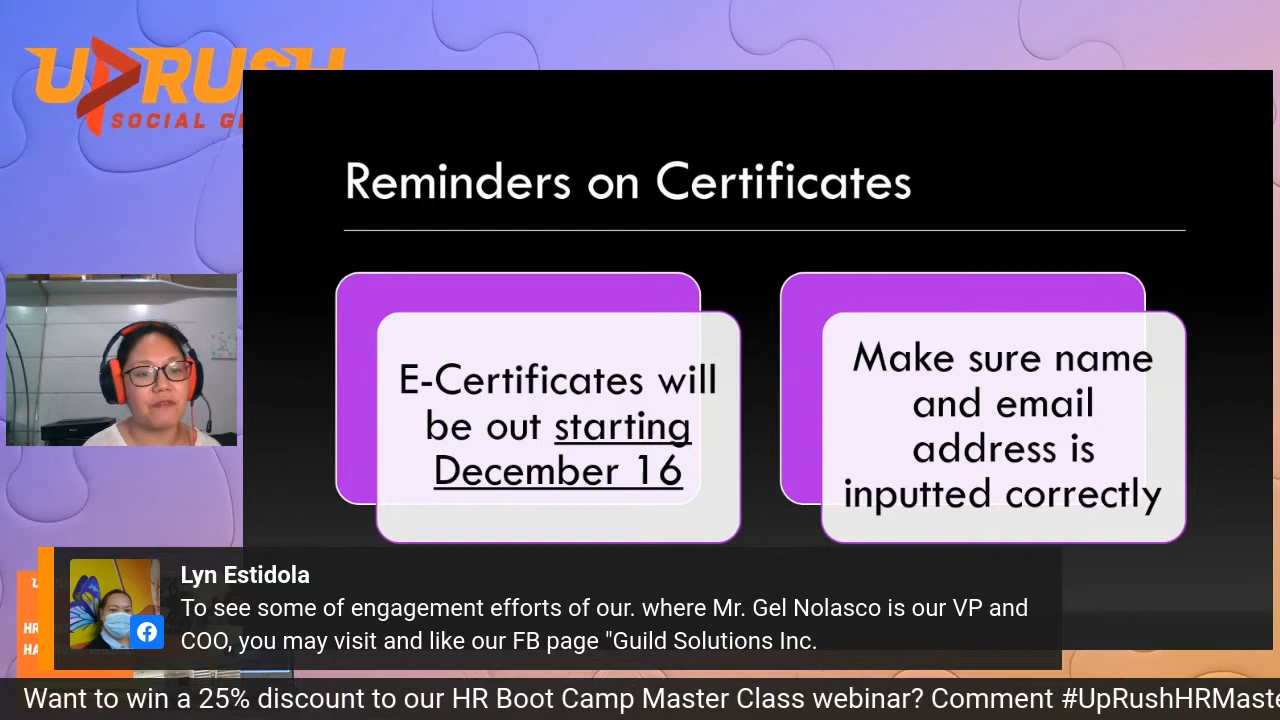 UPRUSH
SOCIAL
Reminders on Certificates
E-Certificates will
be out starting
December 16
Make sure name
and email
address is
inputted correctly
Lyn Estidola
To see some of engagement efforts of our. where Mr. Gel Nolasco is our VP and
COO, you may visit and like our FB page "Guild Solutions Inc.
HR
Want to win a 25% discount to our HR Boot Camp Master Class webinar? Comment #UpRushHRMaste